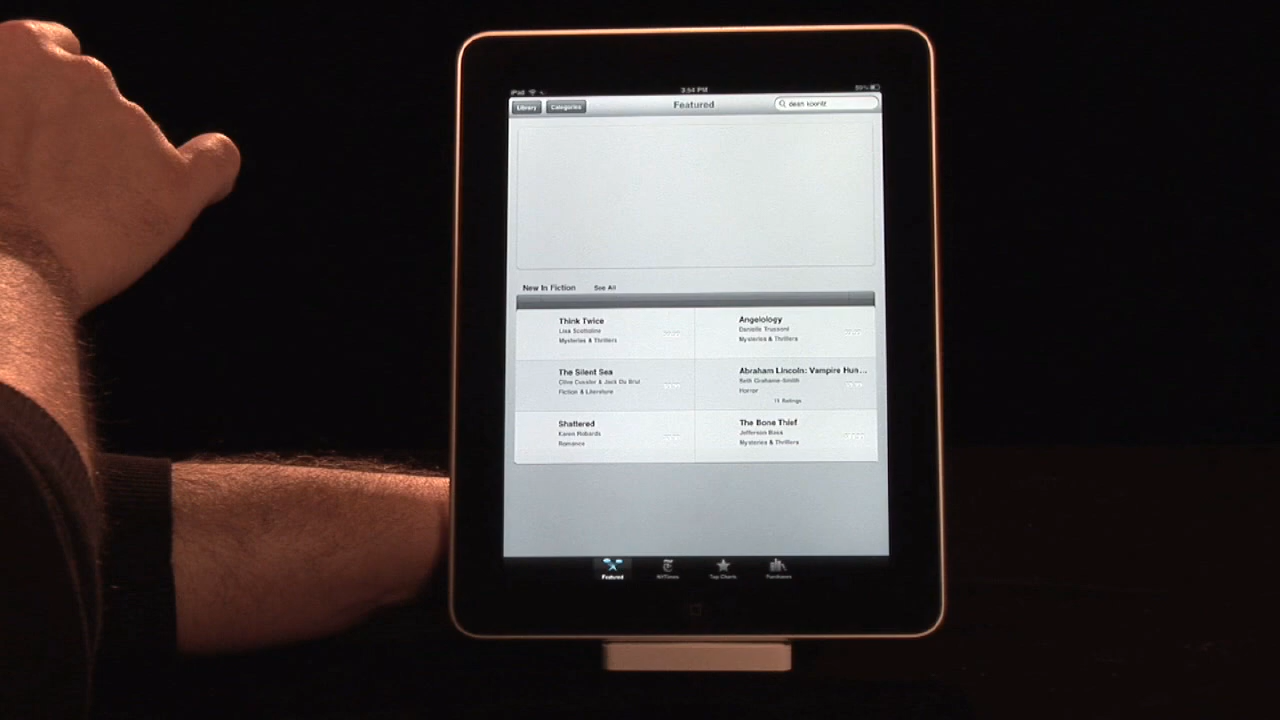 iPad
3:54 PM
Library
Categories
Featured
dean koontz
New In Fiction
See All
Think Twice
Lisa Scottoline
Mysteries & Thrillers
Angelology
Danielle Trussoni
Mysteries & Thrillers
The Silent Sea
Clive Cussler & Jack Du Brul
Fiction & Literature
Abraham Lincoln: Vampire Hun...
Seth Grahame-Smith
Horror
11 Ratings
Shattered
Karen Robards
Romance
The Bone Thief
Jefferson Bass
Mysteries & Thrillers
Featured
NYTimes
Top Charts
Purchases